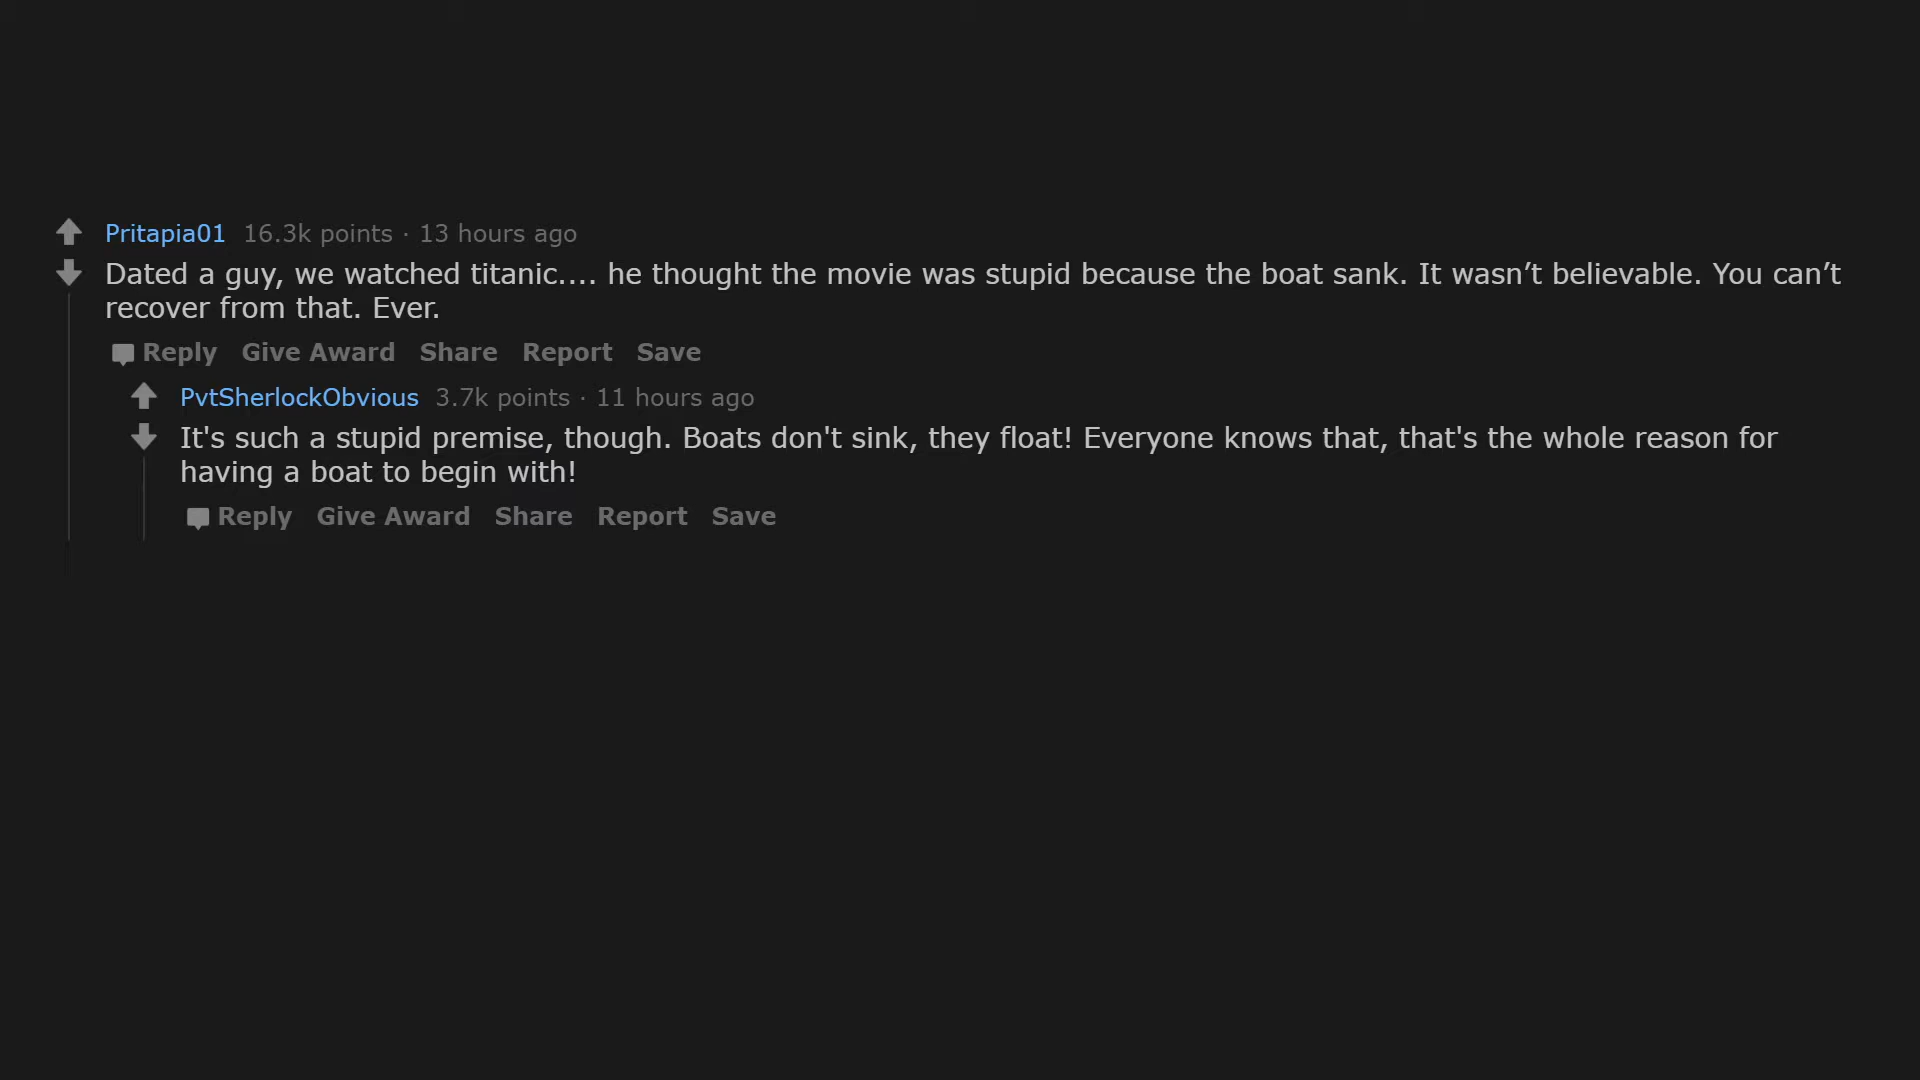 Pritapia01 16.3k points · 13 hours ago
Dated a guy, we watched titanic.... he thought the movie was stupid because the boat sank. It wasn’t believable. You can’t
recover from that. Ever.
Reply Give Award Share Report Save
PvtSherlockObvious 3.7k points · 11 hours ago
It's such a stupid premise, though. Boats don't sink, they float! Everyone knows that, that's the whole reason for
having a boat to begin with!
Reply Give Award Share Report Save